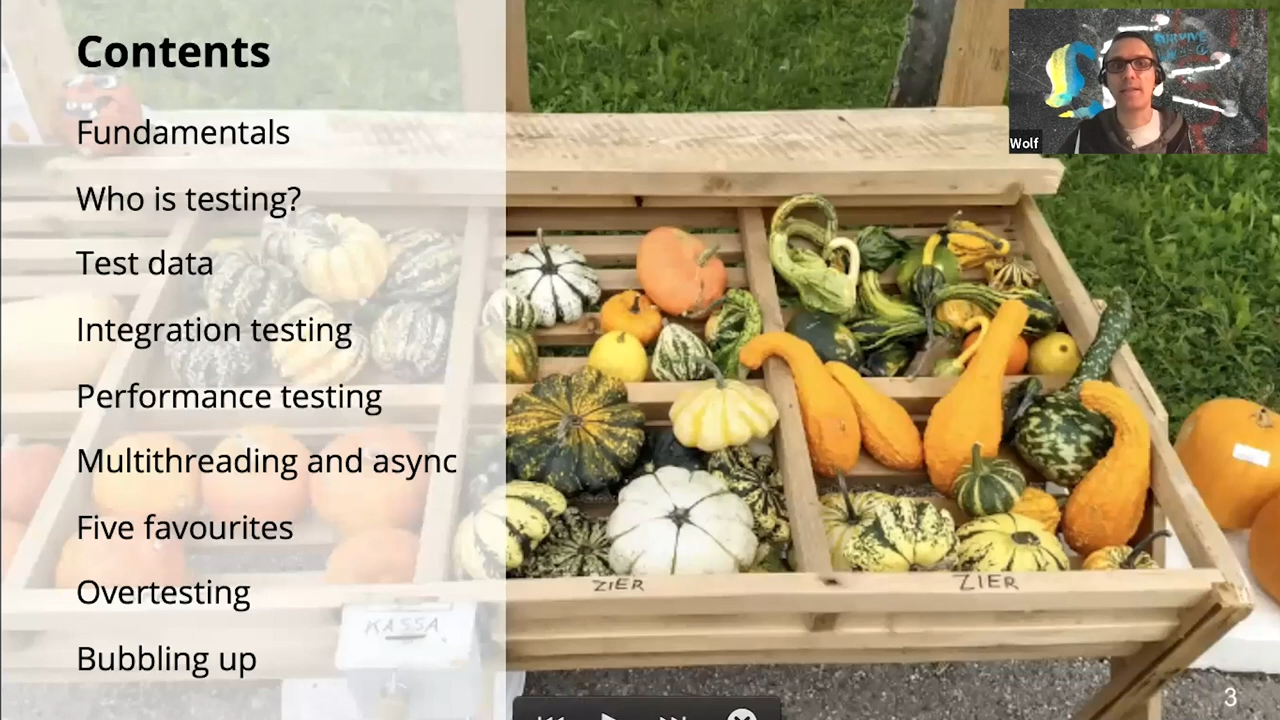 Contents
Fundamentals
Who is testing?
Test data
Integration testing
Performance testing
Multithreading and async
Five favourites
Overtesting
Bubbling up
KASSA
ZIER
ZIER
Wolf
SURVIVE
3